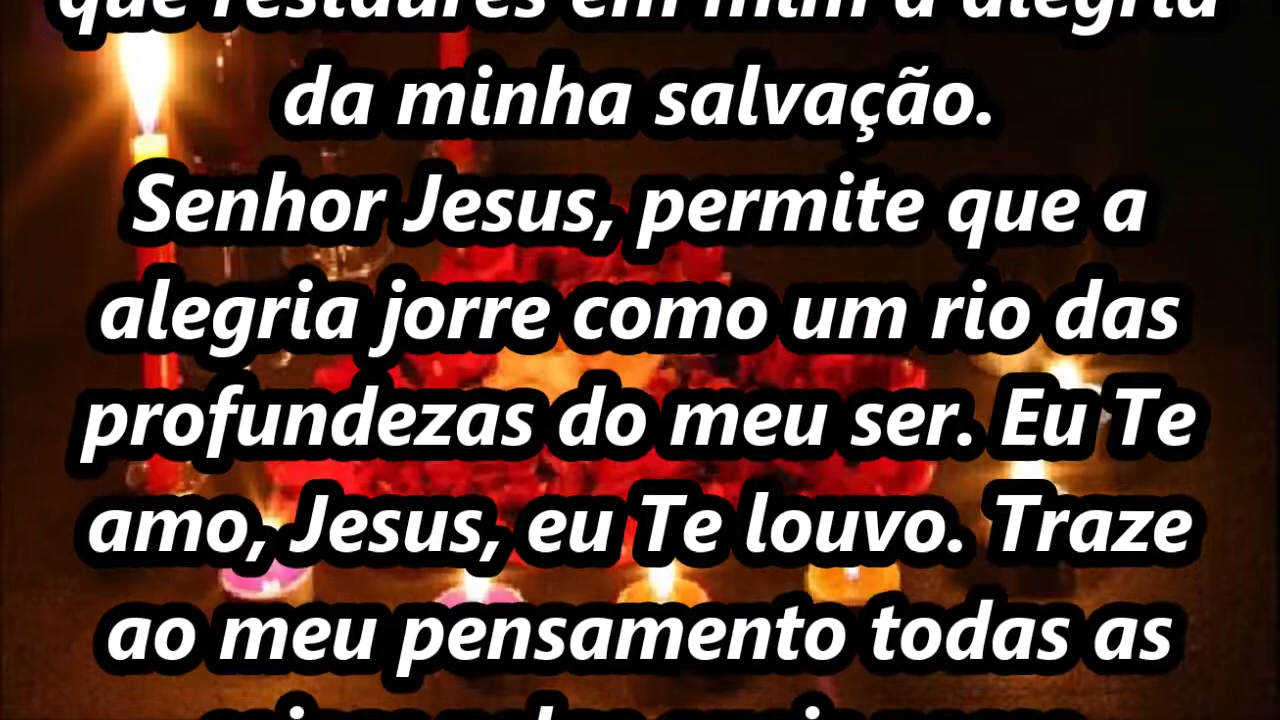 que restaures em mim a alegria
da minha salvação.
Senhor Jesus, permite que a
alegria jorre como um rio das
profundezas do meu ser. Eu Te
amo, Jesus, eu Te louvo. Traze
ao meu pensamento todas as